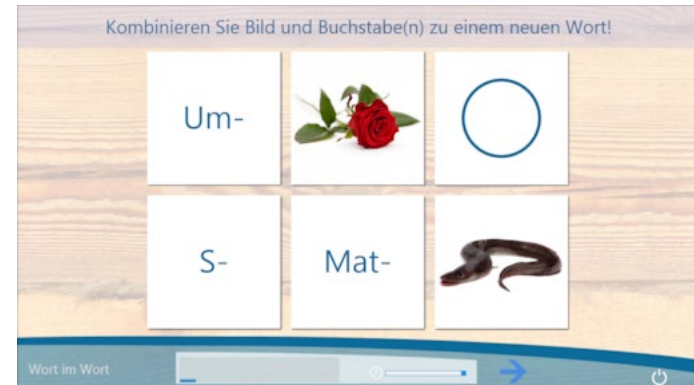 Kombinieren Sie Bild und Buchstabe(n) zu einem neuen Wort!
Um-
S- Mat-
Wort im Wort